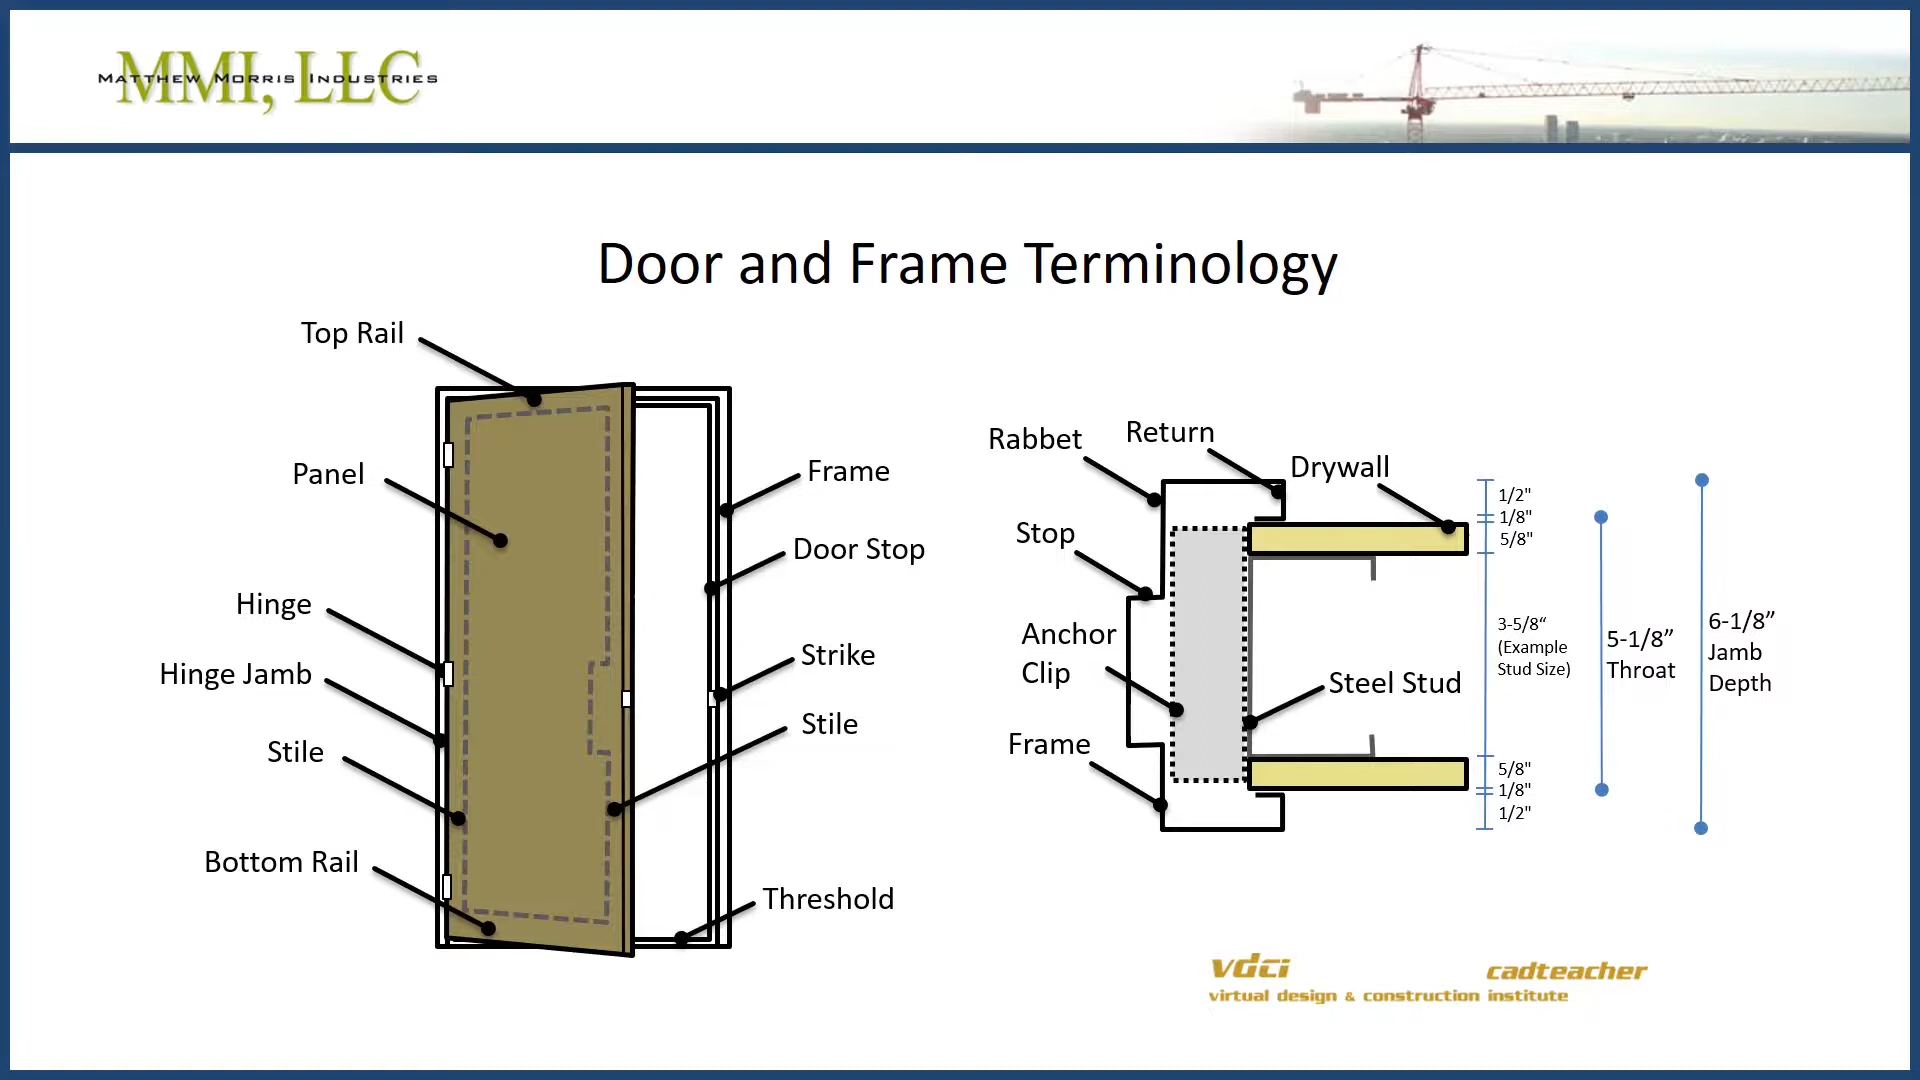 MMI, LLC
MATTHEW MORRIS INDUSTRIES
Door and Frame Terminology
Top Rail
Panel
Hinge
Hinge Jamb
Stile
Bottom Rail
Frame
Door Stop
Strike
Stile
Threshold
Rabbet
Return
Drywall
Stop
Anchor
Clip
Steel Stud
Frame
1/2"
1/8"
5/8"
3-5/8“
(Example
Stud Size)
5/8"
1/8"
1/2"
5-1/8”
Throat
6-1/8”
Jamb
Depth
vdci
cadteacher
virtual design & construction institute